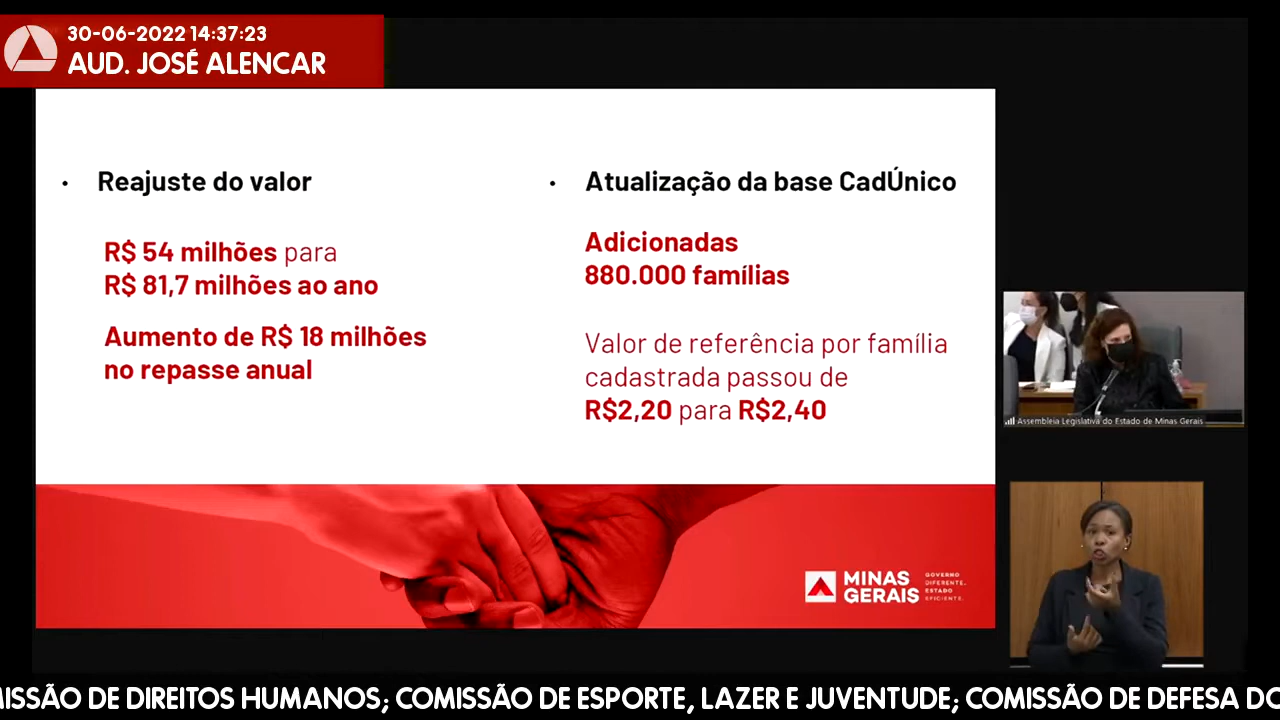 30-06-2022 14:37:23
AUD. JOSÉ ALENCAR
• Reajuste do valor
R$ 54 milhões para
R$ 81,7 milhões ao ano
Aumento de R$ 18 milhões
no repasse anual
• Atualização da base CadÚnico
Adicionadas
880.000 famílias
Valor de referência por família
cadastrada passou de
R$2,20 para R$2,40
Assembleia Legislativa do Estado de Minas Gerais
MINAS
GERAIS
GOVERNO
DIFERENTE.
ESTADO
EFICIENTE.
MISSÃO DE DIREITOS HUMANOS; COMISSÃO DE ESPORTE, LAZER E JUVENTUDE; COMISSÃO DE DEFESA DO